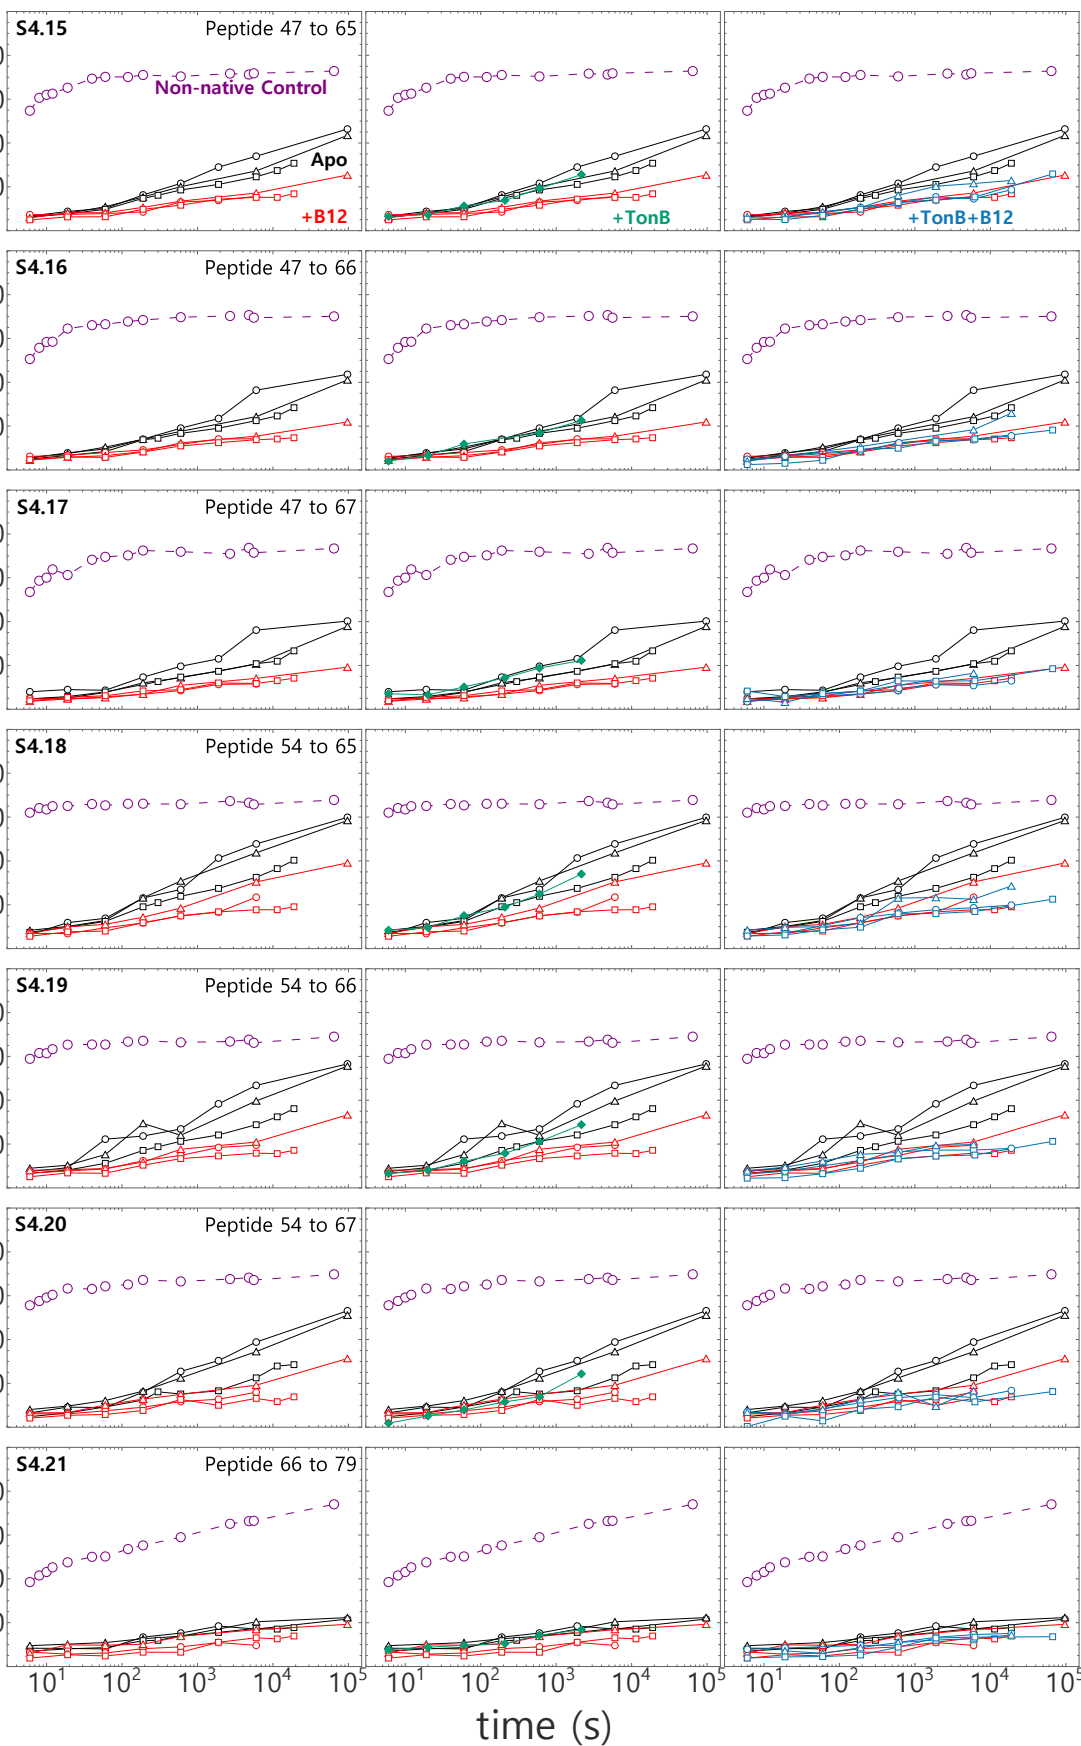 S4.15 Peptide 47 to 65
Non-native Control
Apo
+B12 +TonB +TonB+B12
S4.16 Peptide 47 to 66
S4.17 Peptide 47 to 67
S4.18 Peptide 54 to 65
S4.19 Peptide 54 to 66
S4.20 Peptide 54 to 67
S4.21 Peptide 66 to 79
10¹ 10² 10³ 10⁴ 10⁵ 10¹ 10² 10³ 10⁴ 10⁵ 10¹ 10² 10³ 10⁴ 10⁵
time (s)